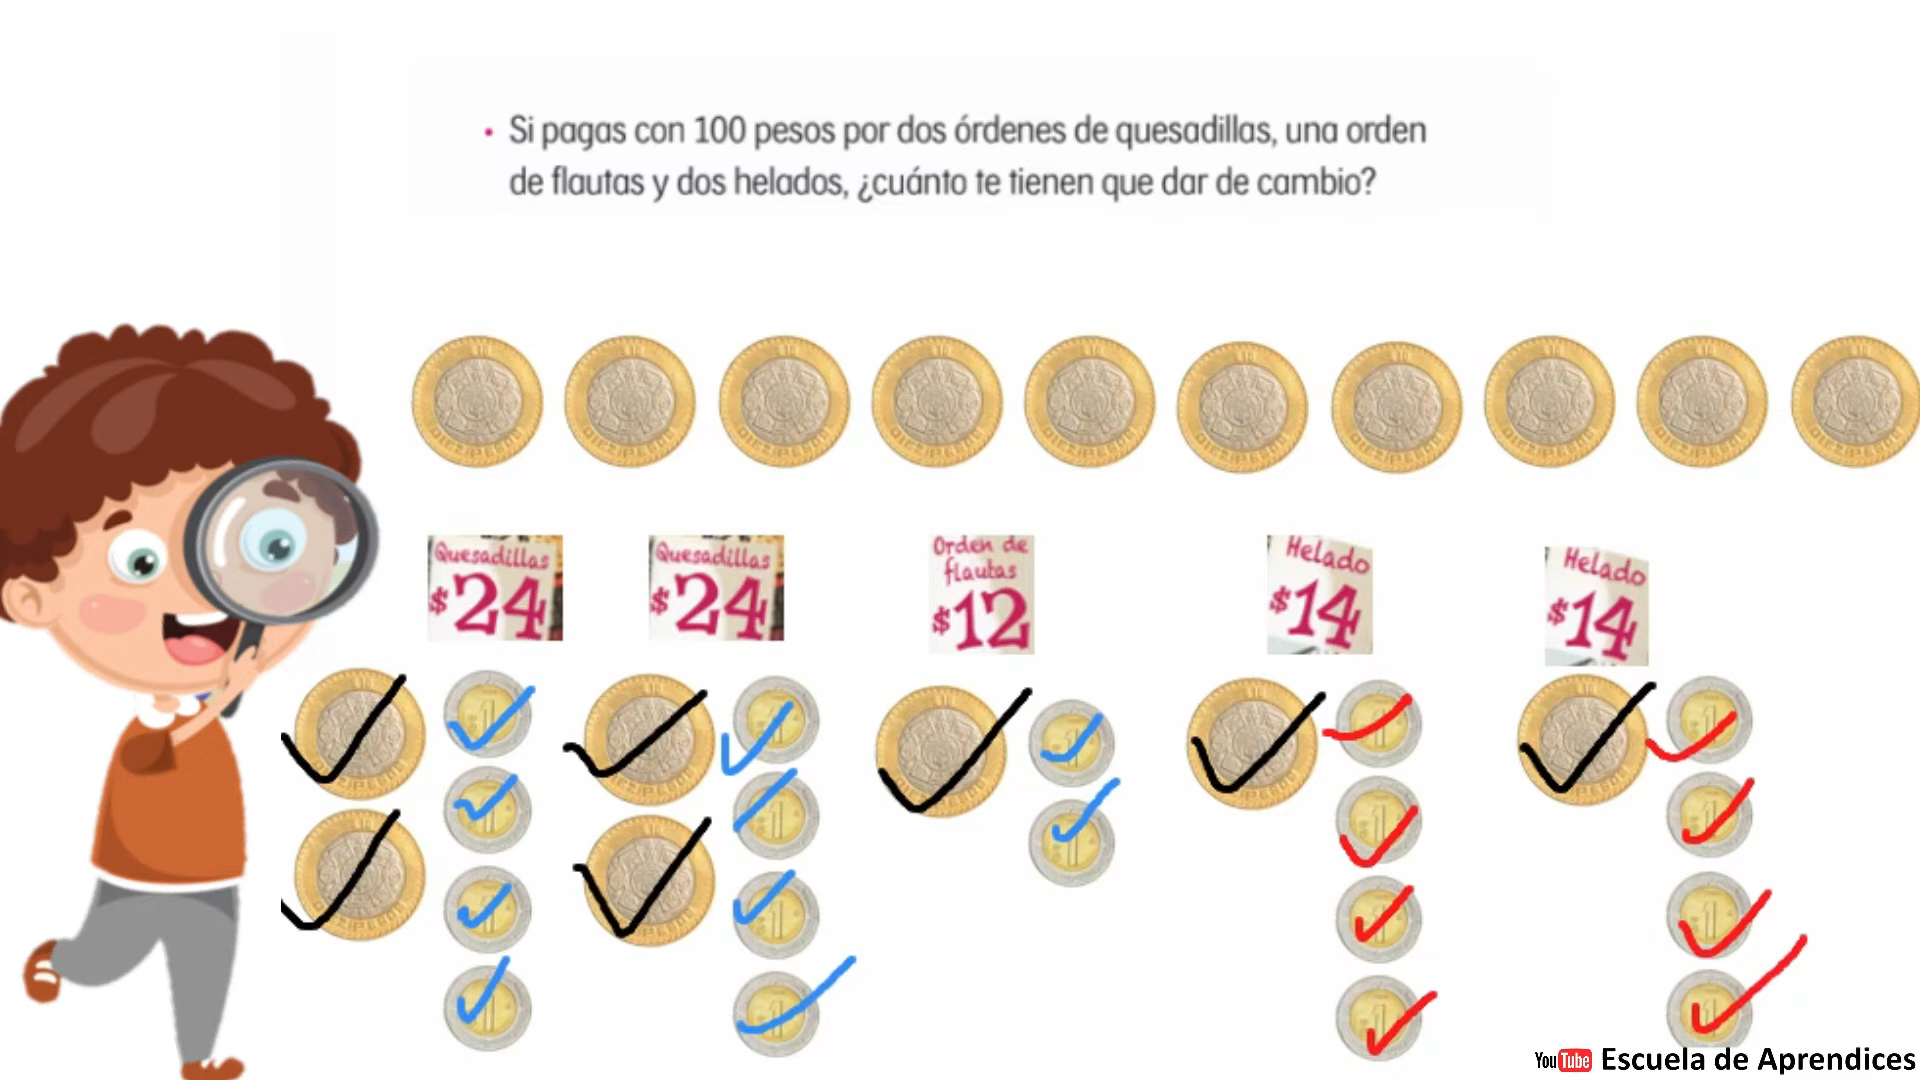 • Si pagas con 100 pesos por dos órdenes de quesadillas, una orden
de flautas y dos helados, ¿cuánto te tienen que dar de cambio?
Quesadillas
$24
Quesadillas
$24
Orden de
flautas
$12
Helado
$14
Helado
$14
YouTube Escuela de Aprendices